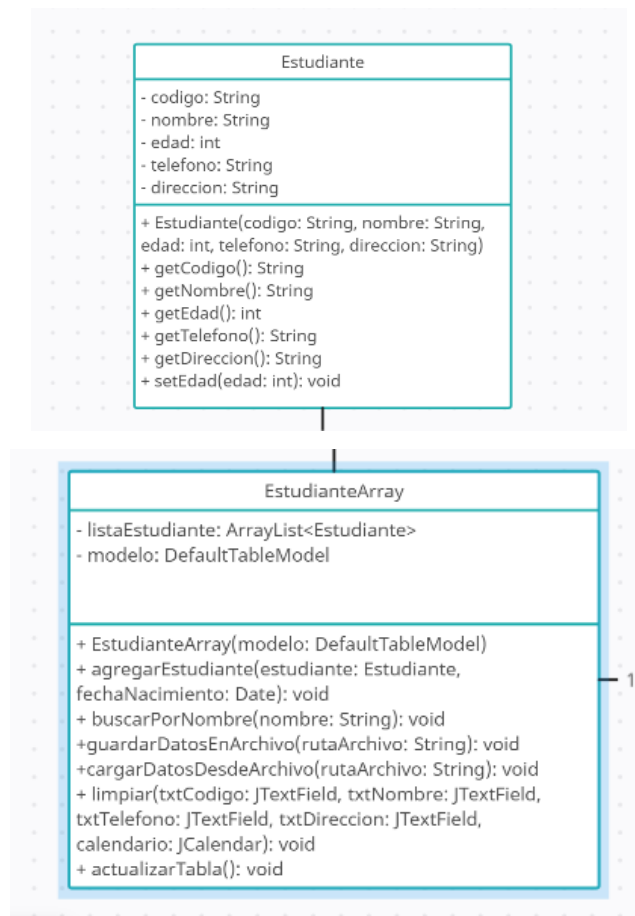 Estudiante
- codigo: String
- nombre: String
- edad: int
- telefono: String
- direccion: String
+ Estudiante(codigo: String, nombre: String,
edad: int, telefono: String, direccion: String)
+ getCodigo(): String
+ getNombre(): String
+ getEdad(): int
+ getTelefono(): String
+ getDireccion(): String
+ setEdad(edad: int): void
EstudianteArray
- listaEstudiante: ArrayList<Estudiante>
- modelo: DefaultTableModel
+ EstudianteArray(modelo: DefaultTableModel)
+ agregarEstudiante(estudiante: Estudiante,
fechaNacimiento: Date): void
+ buscarPorNombre(nombre: String): void
+guardarDatosEnArchivo(rutaArchivo: String): void
+cargarDatosDesdeArchivo(rutaArchivo: String): void
+ limpiar(txtCodigo: JTextField, txtNombre: JTextField,
txtTelefono: JTextField, txtDireccion: JTextField,
calendario: JCalendar): void
+ actualizarTabla(): void
1